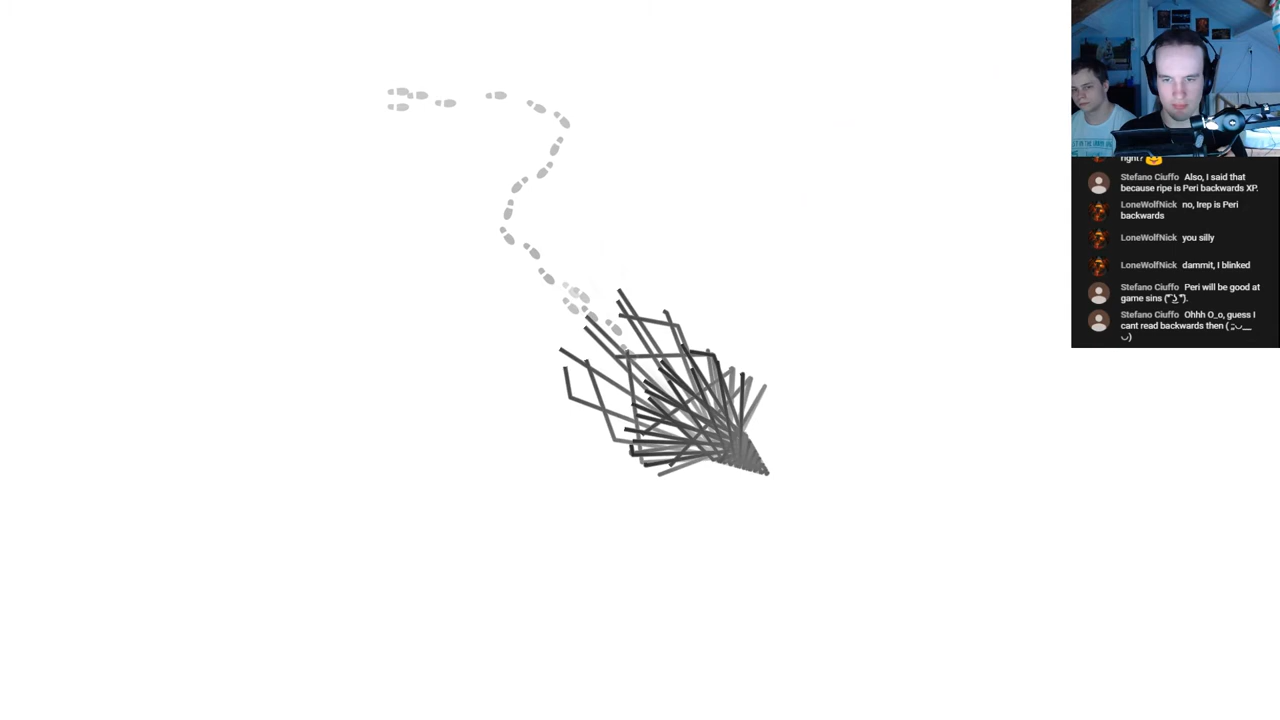 right?
Stefano Ciuffo Also, I said that
because ripe is Peri backwards XP.
LoneWolfNick no, Irep is Peri
backwards
LoneWolfNick you silly
LoneWolfNick dammit, I blinked
Stefano Ciuffo Peri will be good at
game sins
Stefano Ciuffo Ohhh O_o, guess I
cant read backwards then